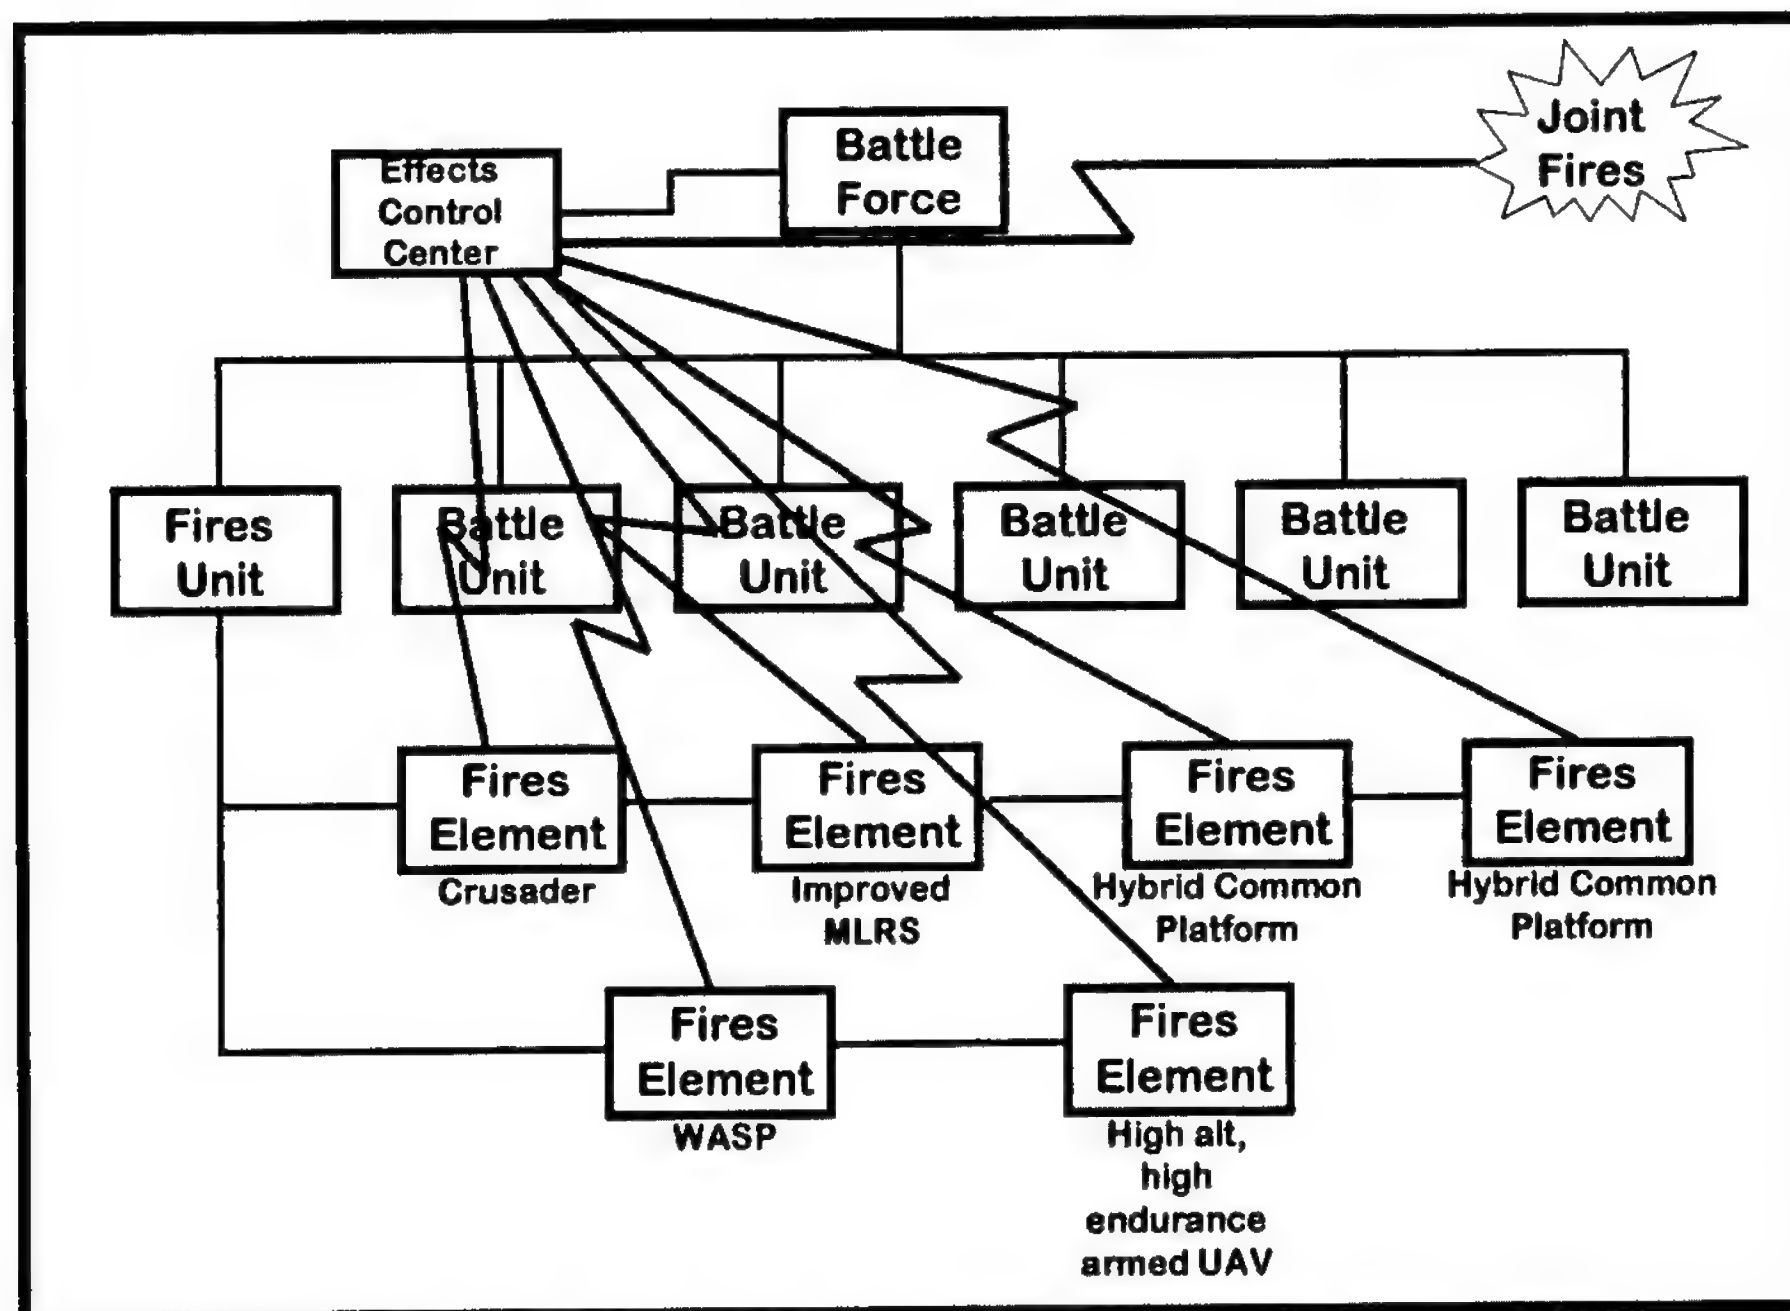 Joint
Fires
Battle
Force
Effects
Control
Center
Fires
Unit
Battle
Unit
Battle
Unit
Battle
Unit
Battle
Unit
Battle
Unit
Fires
Element
Crusader
Fires
Element
Improved
MLRS
Fires
Element
Hybrid Common
Platform
Fires
Element
Hybrid Common
Platform
Fires
Element
WASP
Fires
Element
High alt,
high
endurance
armed UAV